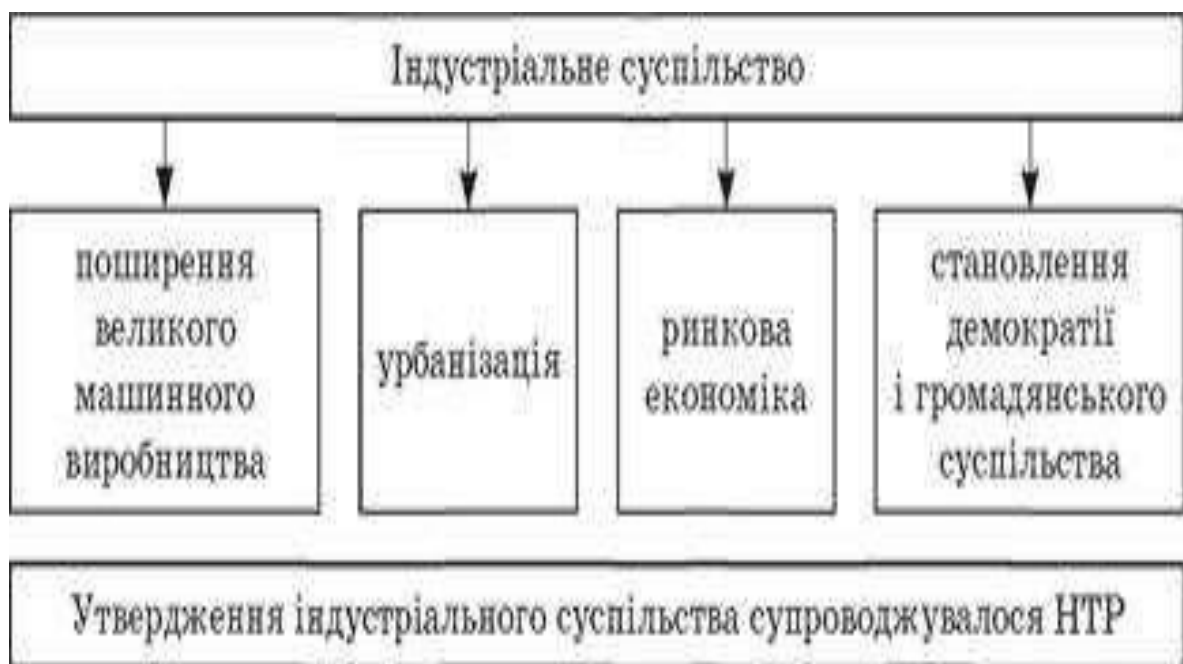 Індустріальне суспільство
поширення
великого
машинного
виробництва
урбанізація
ринкова
економіка
становлення
демократії
і громадянського
суспільства
Утвердження індустріального суспільства супроводжувалося НТР